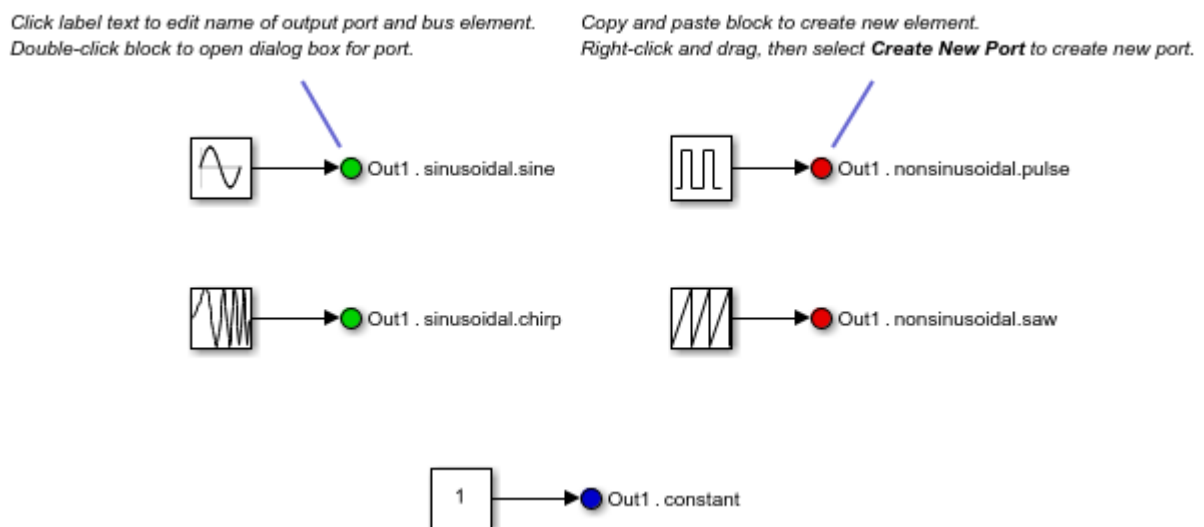 Click label text to edit name of output port and bus element.
Double-click block to open dialog box for port.
Copy and paste block to create new element.
Right-click and drag, then select Create New Port to create new port.
Out1 . sinusoidal.sine
Out1 . nonsinusoidal.pulse
Out1 . sinusoidal.chirp
Out1 . nonsinusoidal.saw
1
Out1 . constant